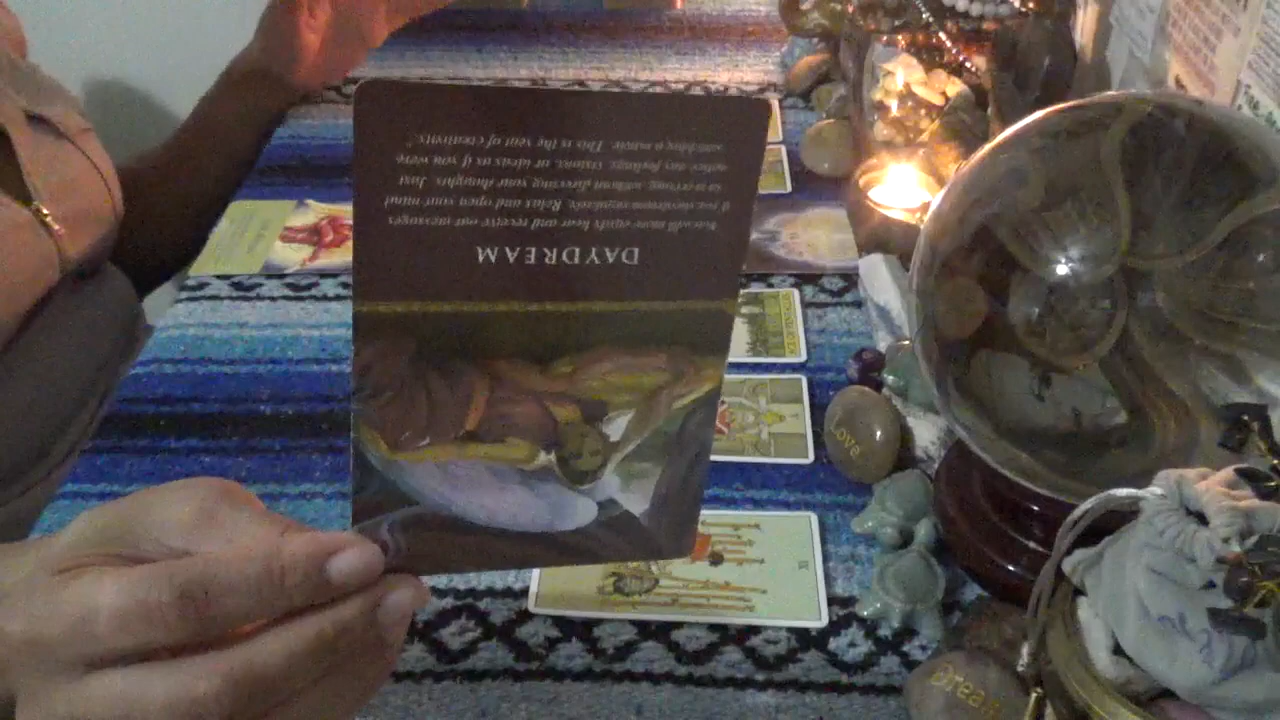 DAYDREAM
You will more easily hear and receive our messages
if you daydream regularly. Relax and open your mind
to receiving, without directing your thoughts. Just
notice any feelings, visions, or ideas as if you were
watching a movie. This is the seat of creativity."
Love
Dream